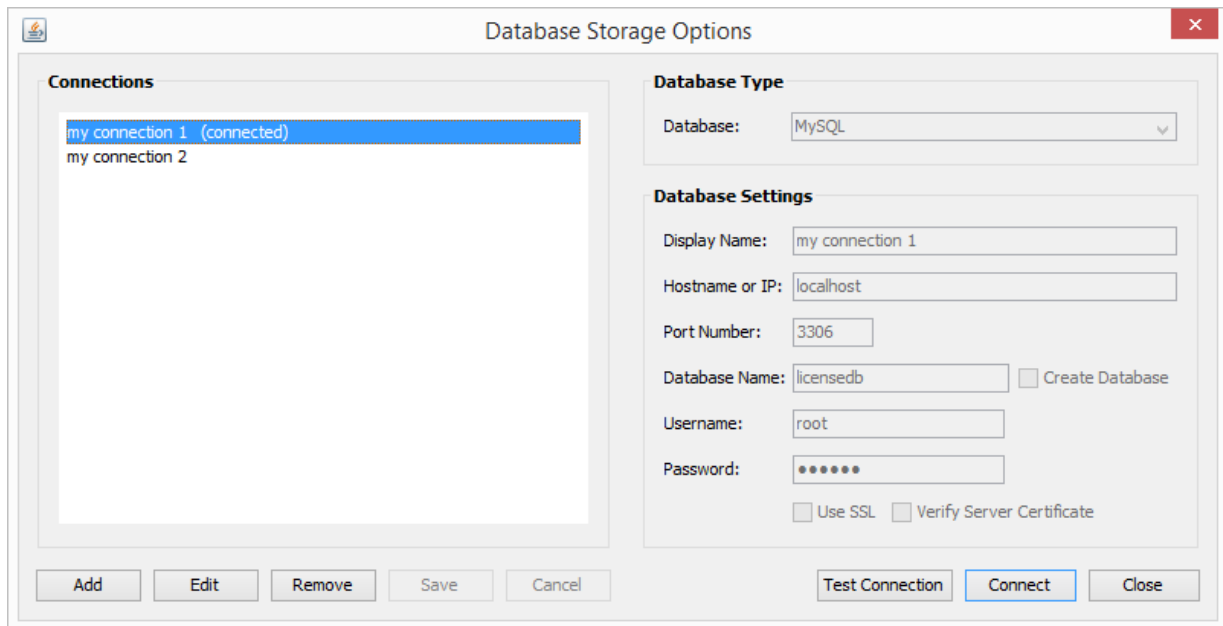 Database Storage Options
Connections
my connection 1 (connected)
my connection 2
Database Type
Database: MySQL
Database Settings
Display Name: my connection 1
Hostname or IP: localhost
Port Number: 3306
Database Name: licensedb Create Database
Username: root
Password: ●●●●●●
Use SSL Verify Server Certificate
Add Edit Remove Save Cancel Test Connection Connect Close